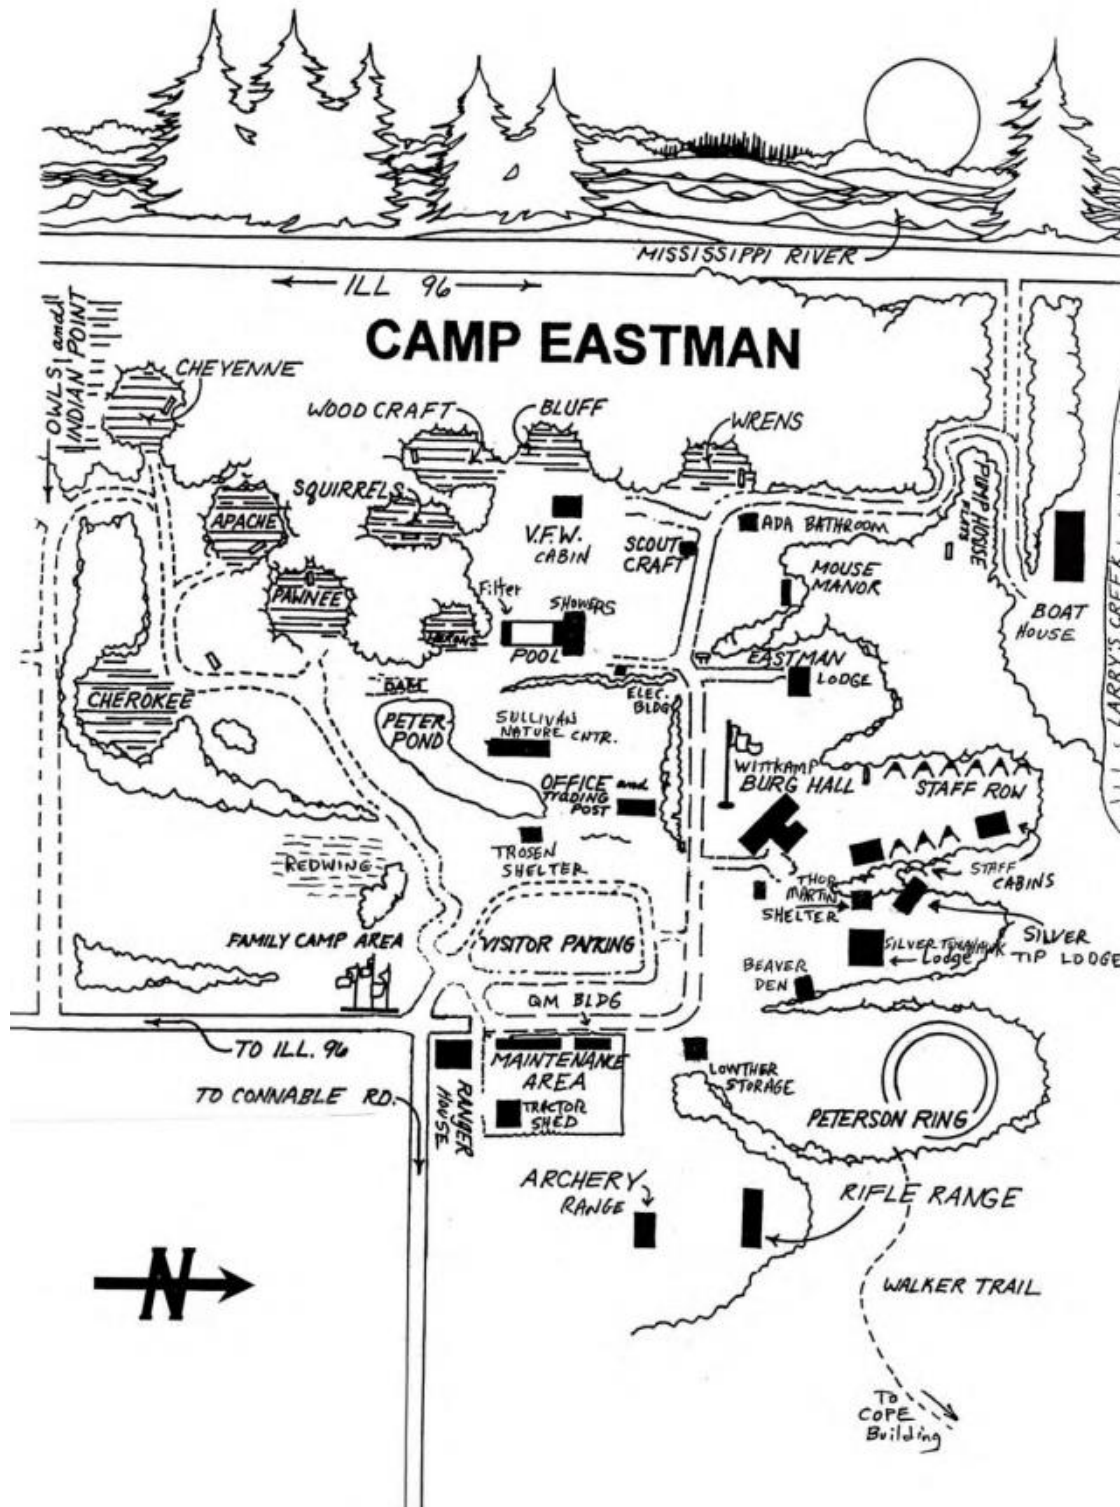 MISSISSIPPI RIVER
ILL 96
CAMP EASTMAN
OWLS and
INDIAN POINT
CHEYENNE
WOOD CRAFT
BLUFF
WRENS
SQUIRRELS
APACHE
V.F.W.
CABIN
SCOUT
CRAFT
ADA BATHROOM
PUMP HOUSE
MOUSE
MANOR
PAWNEE
Filter
SHOWERS
POOL
BOAT
HOUSE
LARRY'S CREEK
EASTMAN
LODGE
CHEROKEE
ELEC.
BLDG
PETER
POND
SULLIVAN
NATURE CNTR.
WITTKAMP
BURG HALL
STAFF ROW
OFFICE and
TRADING
POST
TROSEN
SHELTER
REDWING
THOR
MARTIN
SHELTER
STAFF
CABINS
SILVER
TIP LODGE
SILVER TOMAHAWK
Lodge
FAMILY CAMP AREA
VISITOR PARKING
BEAVER
DEN
QM BLDG
TO ILL. 96
MAINTENANCE
AREA
LOWTHER
STORAGE
TO CONNABLE RD.
RANGER
HOUSE
TRACTOR
SHED
PETERSON RING
ARCHERY
RANGE
RIFLE RANGE
N
WALKER TRAIL
To
COPE
Building